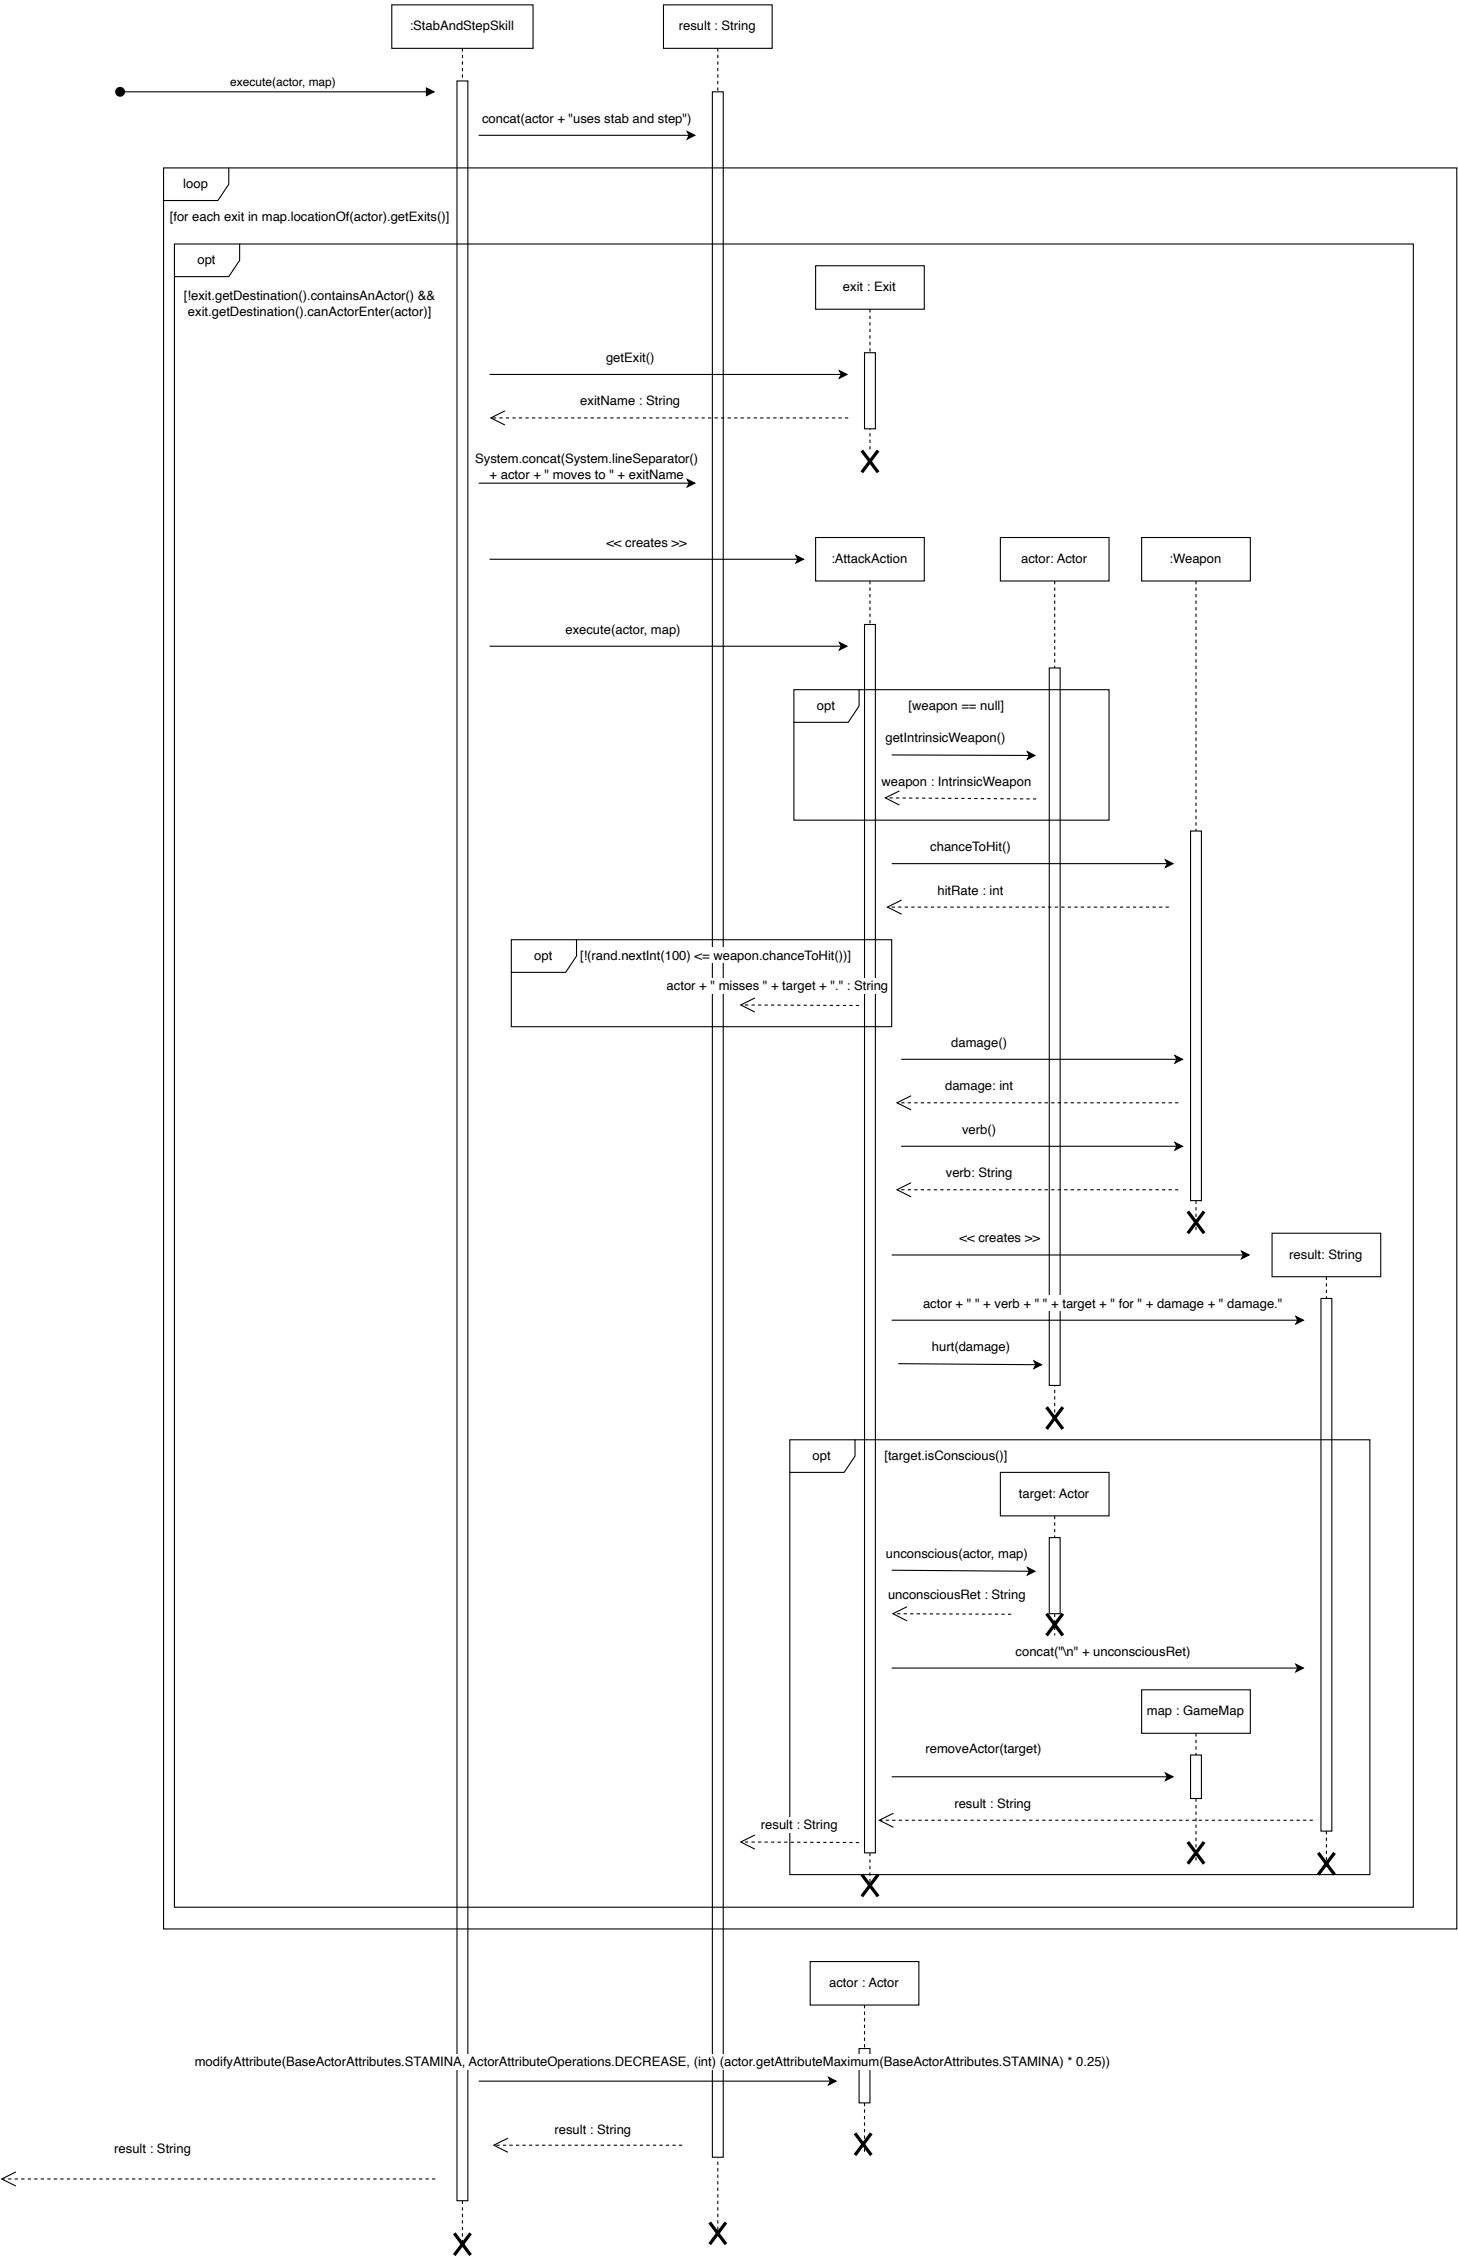 :StabAndStepSkill
result : String
execute(actor, map)
concat(actor + "uses stab and step")
loop
[for each exit in map.locationOf(actor).getExits()]
opt
[!exit.getDestination().containsAnActor() &&
exit.getDestination().canActorEnter(actor)]
exit : Exit
getExit()
exitName : String
System.concat(System.lineSeparator()
+ actor + " moves to " + exitName
<< creates >>
:AttackAction
actor: Actor
:Weapon
execute(actor, map)
opt
[weapon == null]
getIntrinsicWeapon()
weapon : IntrinsicWeapon
chanceToHit()
hitRate : int
opt
[!(rand.nextInt(100) <= weapon.chanceToHit())]
actor + " misses " + target + "." : String
damage()
damage: int
verb()
verb: String
<< creates >>
result: String
actor + " " + verb + " " + target + " for " + damage + " damage."
hurt(damage)
opt
[target.isConscious()]
target: Actor
unconscious(actor, map)
unconsciousRet : String
concat("\n" + unconsciousRet)
map : GameMap
removeActor(target)
result : String
result : String
actor : Actor
modifyAttribute(BaseActorAttributes.STAMINA, ActorAttributeOperations.DECREASE, (int) (actor.getAttributeMaximum(BaseActorAttributes.STAMINA) * 0.25))
result : String
result : String